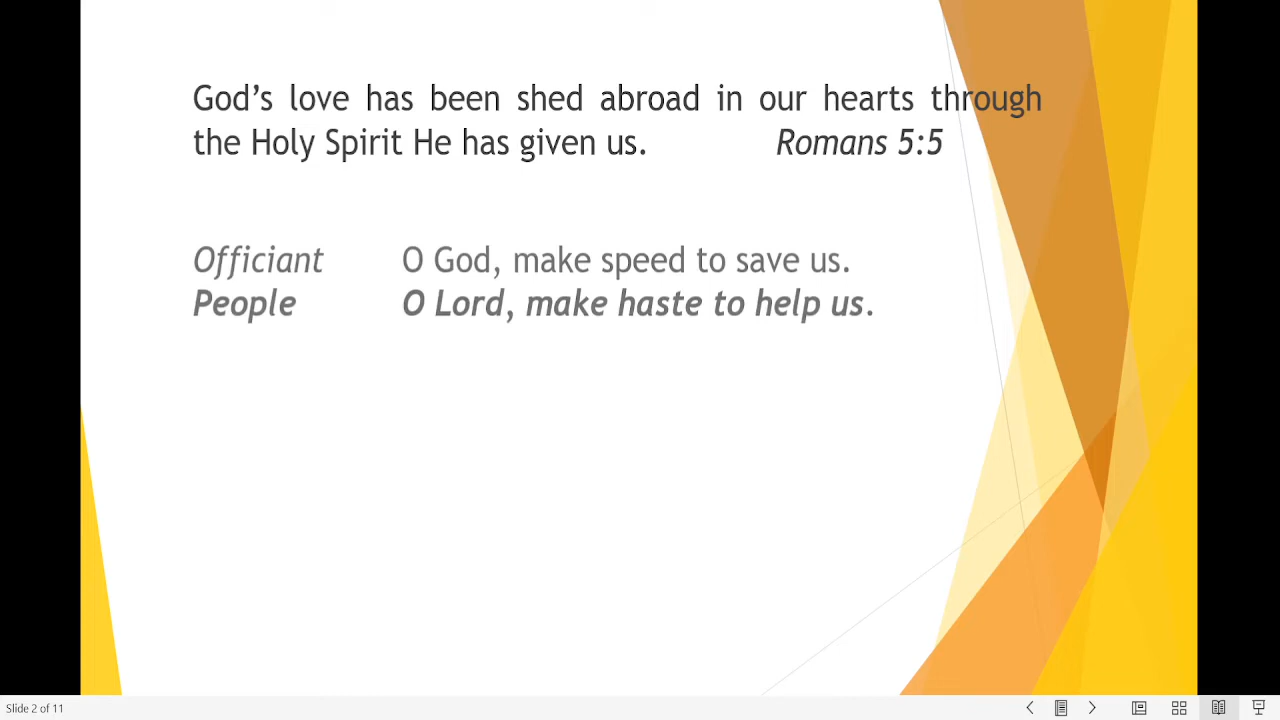 God’s love has been shed abroad in our hearts through
the Holy Spirit He has given us. Romans 5:5
Officiant O God, make speed to save us.
People O Lord, make haste to help us.
Slide 2 of 11